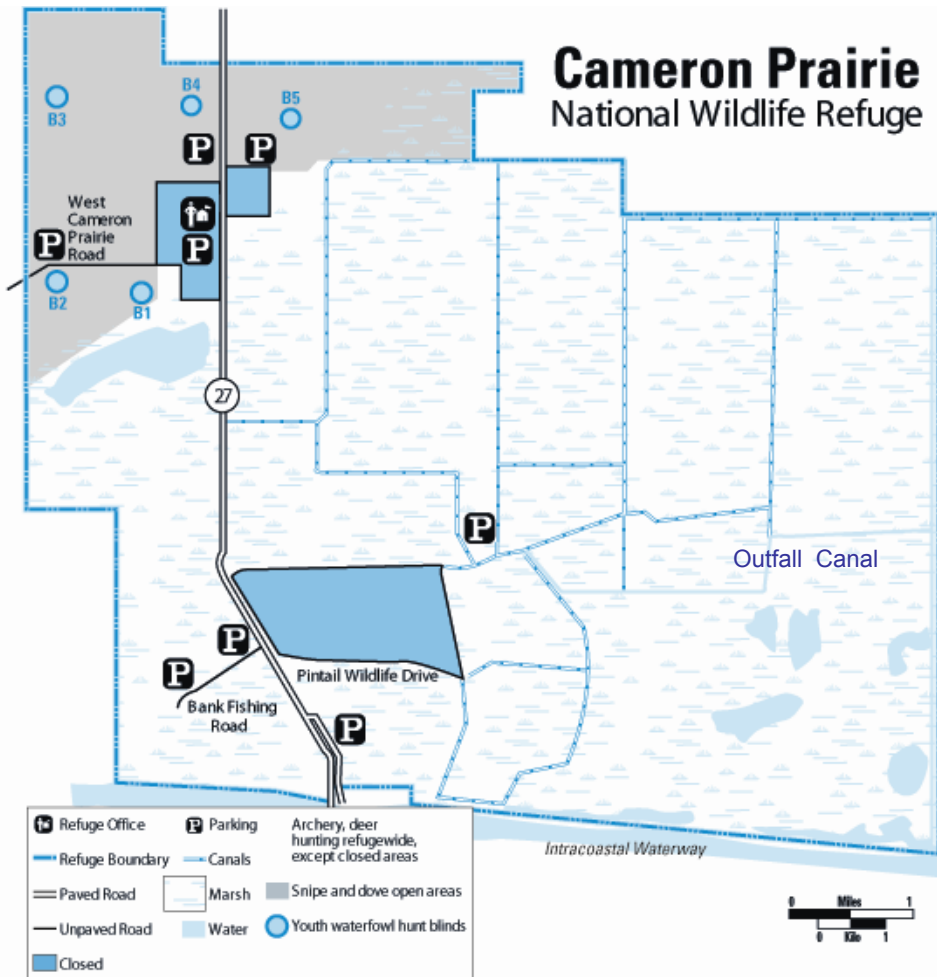 Cameron Prairie
National Wildlife Refuge
B3
B4
B5
P
P
West
Cameron
Prairie
Road
P
P
B2
B1
27
P
Outfall Canal
P
P
Pintail Wildlife Drive
Bank Fishing
Road
P
Intracoastal Waterway
Refuge Office
P Parking
Archery, deer
hunting refugewide,
except closed areas
Refuge Boundary
Canals
Paved Road
Marsh
Snipe and dove open areas
Unpaved Road
Water
Youth waterfowl hunt blinds
Closed
0 Miles 1
0 Kilo 1